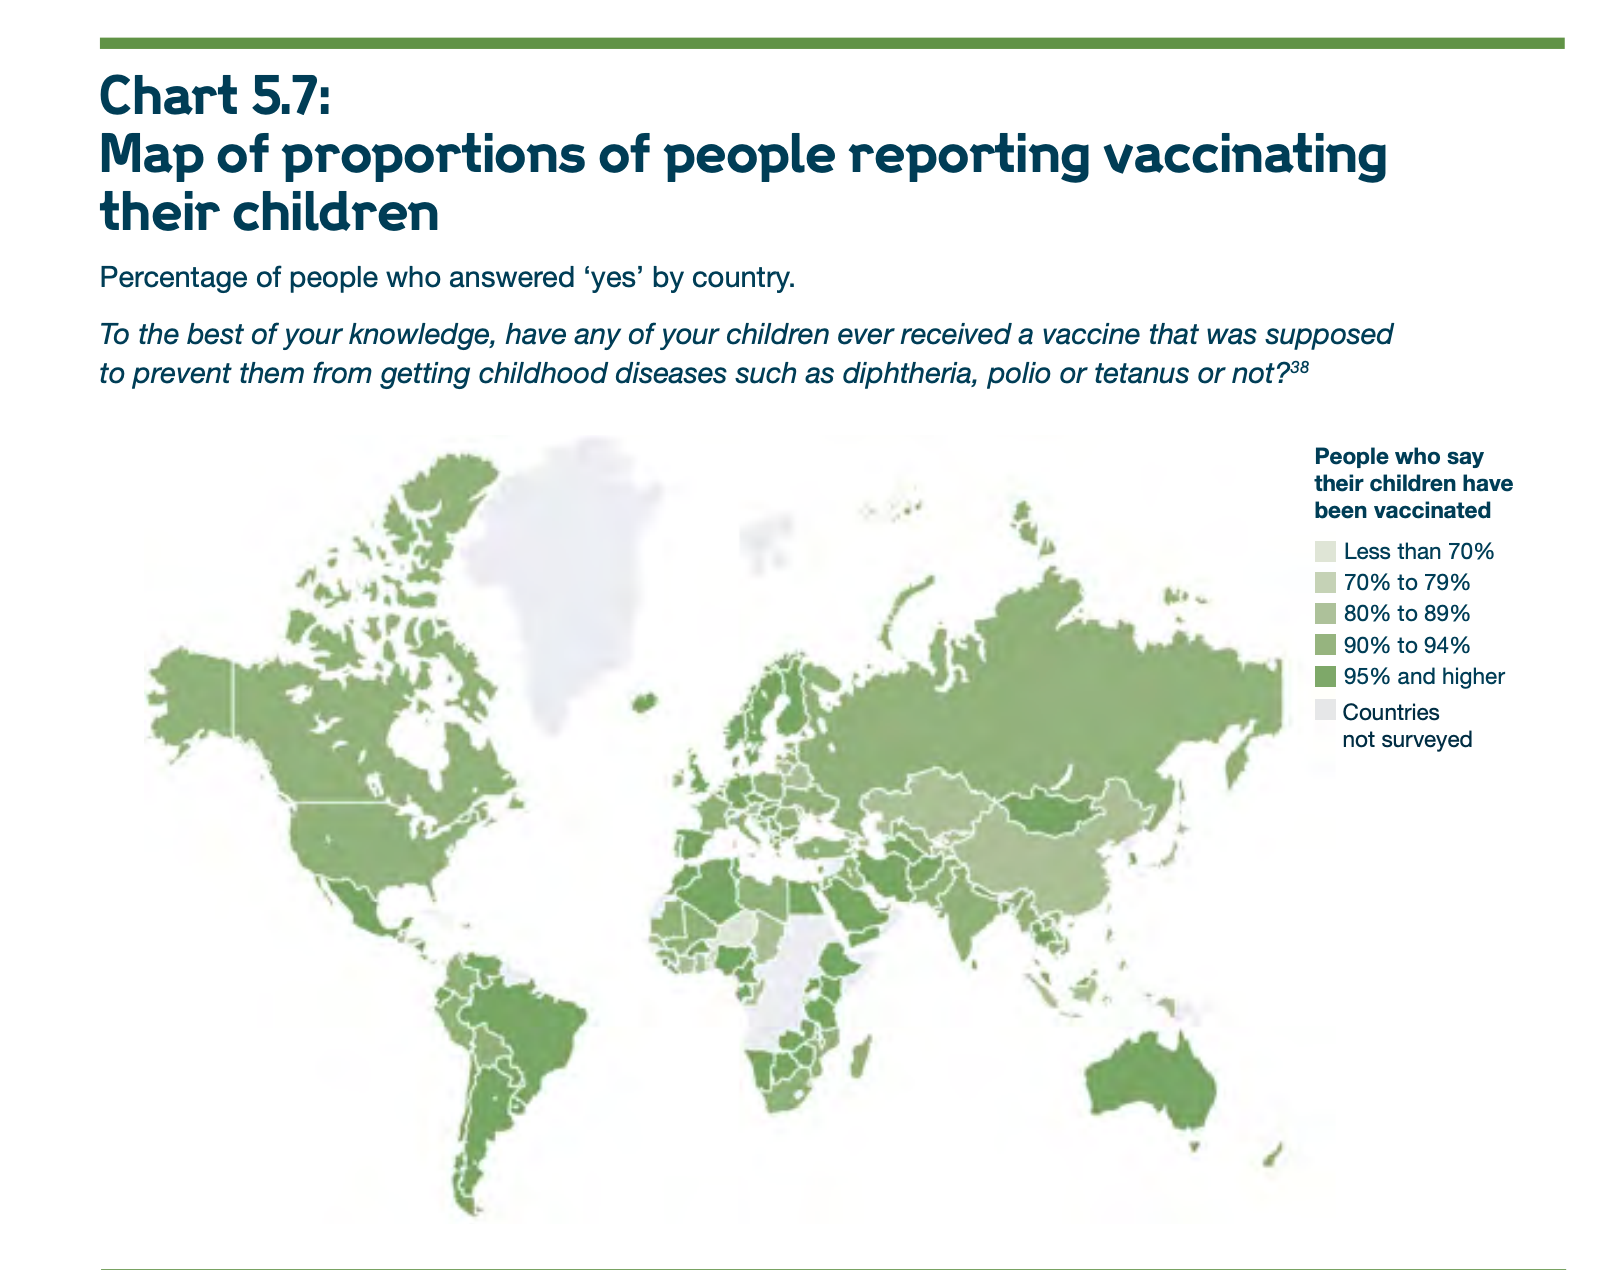 Chart 5.7:
Map of proportions of people reporting vaccinating
their children
Percentage of people who answered ‘yes’ by country.
To the best of your knowledge, have any of your children ever received a vaccine that was supposed
to prevent them from getting childhood diseases such as diphtheria, polio or tetanus or not?³⁸
People who say
their children have
been vaccinated
Less than 70%
70% to 79%
80% to 89%
90% to 94%
95% and higher
Countries
not surveyed